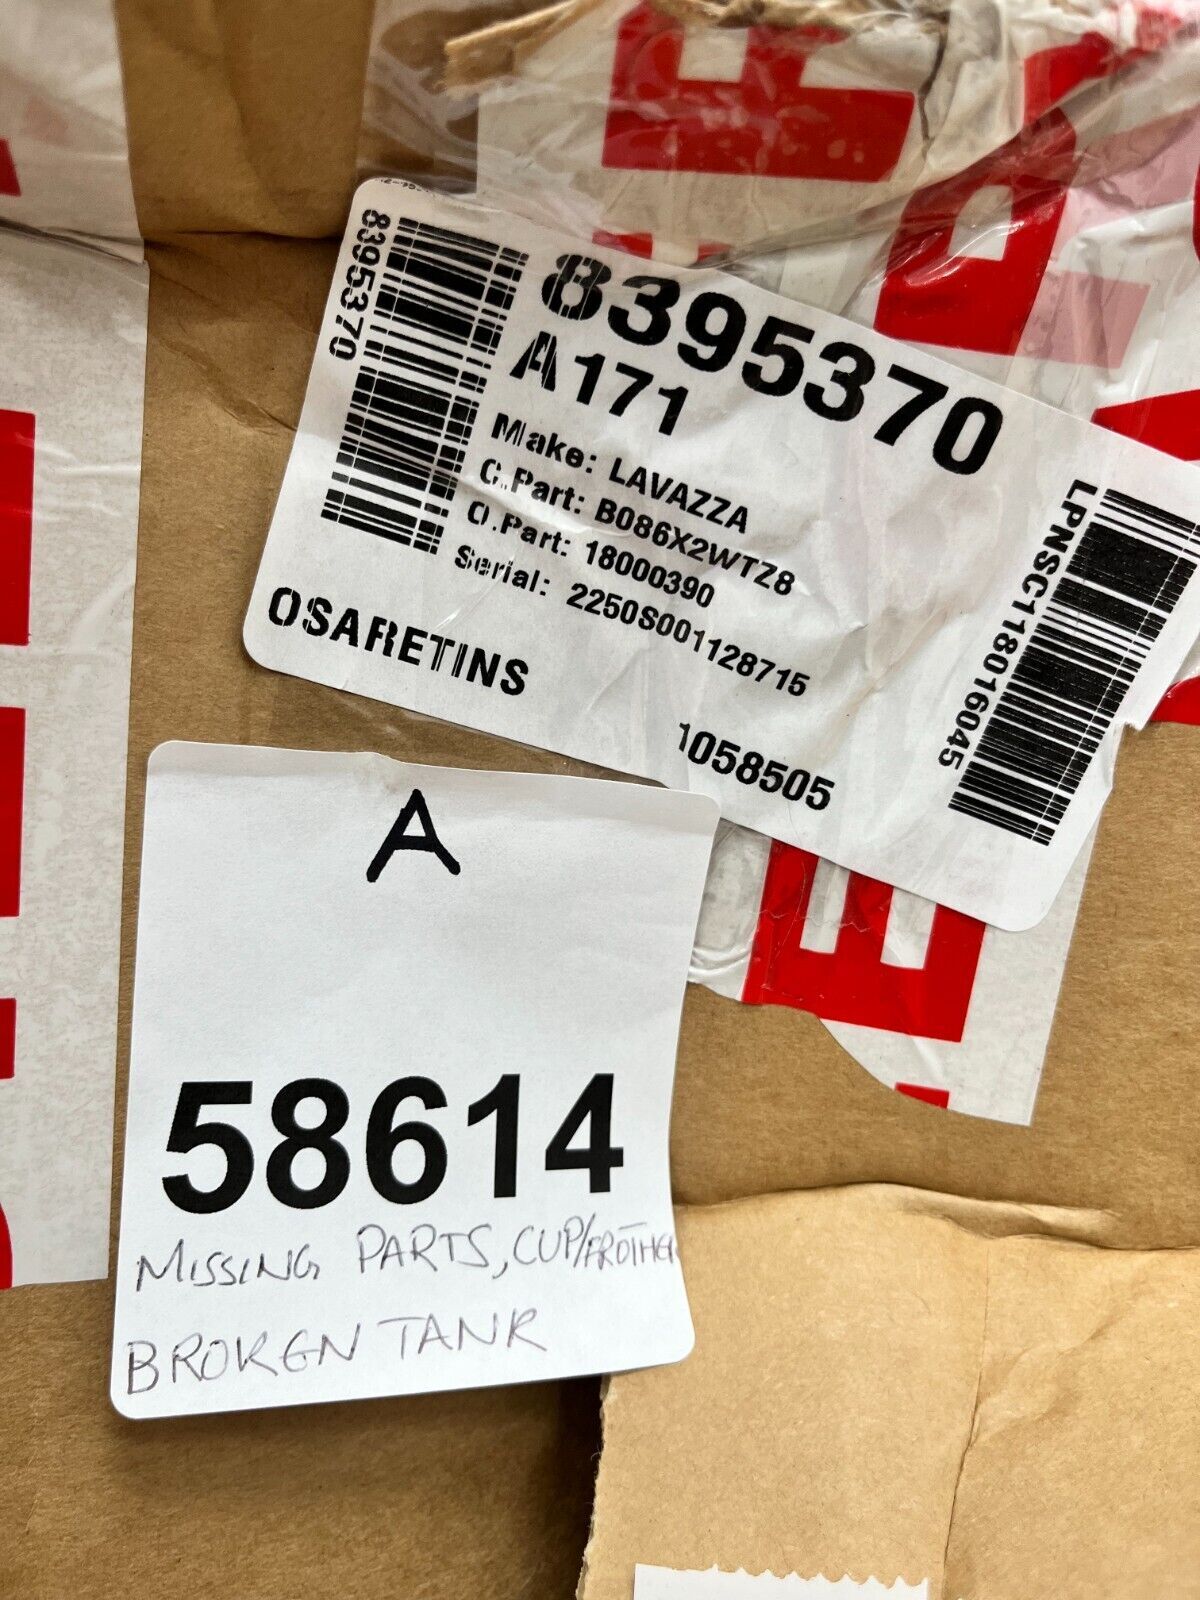 8395370
8395370
A171
Make: LAVAZZA
C.Part: B086X2WTZ8
O.Part: 18000390
Serial: 2250S001128715
OSARETINS
1058505
LPNSC118016045
A
58614
MISSING PARTS, CUP/FROTHER
BROKEN TANK